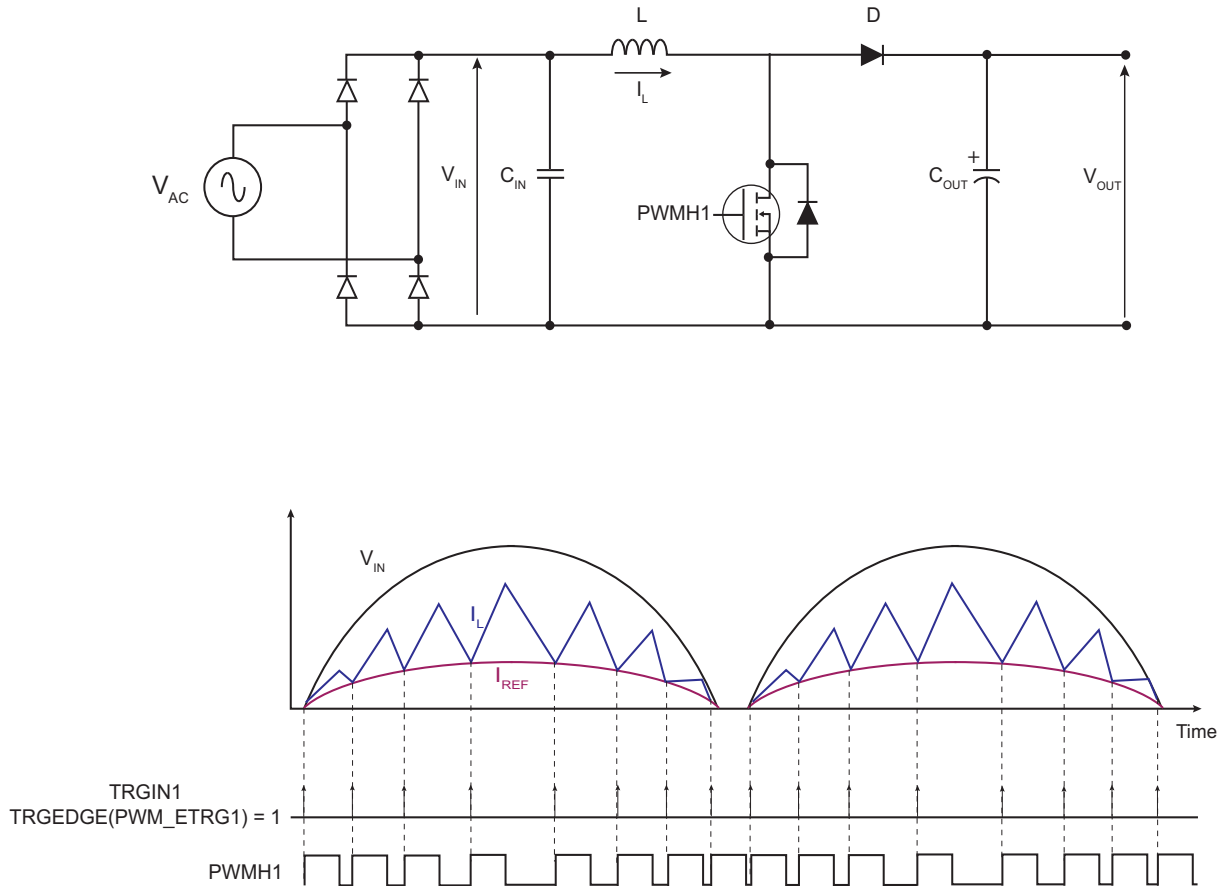 L
D
I_L
V_AC
V_IN
C_IN
PWMH1
+
C_OUT
V_OUT
V_IN
I_L
I_REF
Time
TRGIN1
TRGEDGE(PWM_ETRG1) = 1
PWMH1